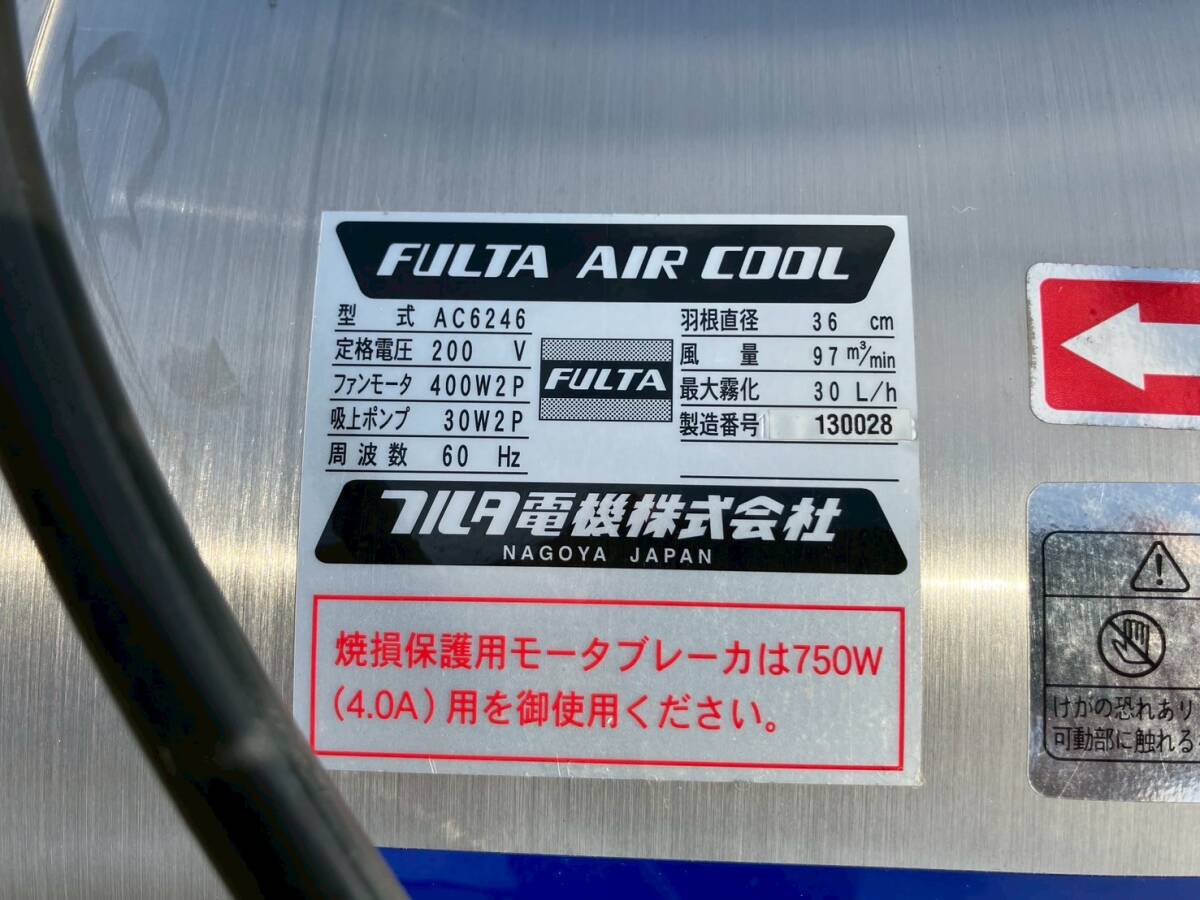 FULTA AIR COOL
型式 AC6246
定格電圧 200 V
ファンモータ 400W2P
吸上ポンプ 30W2P
周波数 60 Hz
FULTA
羽根直径 36 cm
風量 97 m³/min
最大霧化 30 L/h
製造番号 130028
フルタ電機株式会社
NAGOYA JAPAN
焼損保護用モータブレーカは750W
(4.0A)用を御使用ください。
けがの恐れあり
可動部に触れる